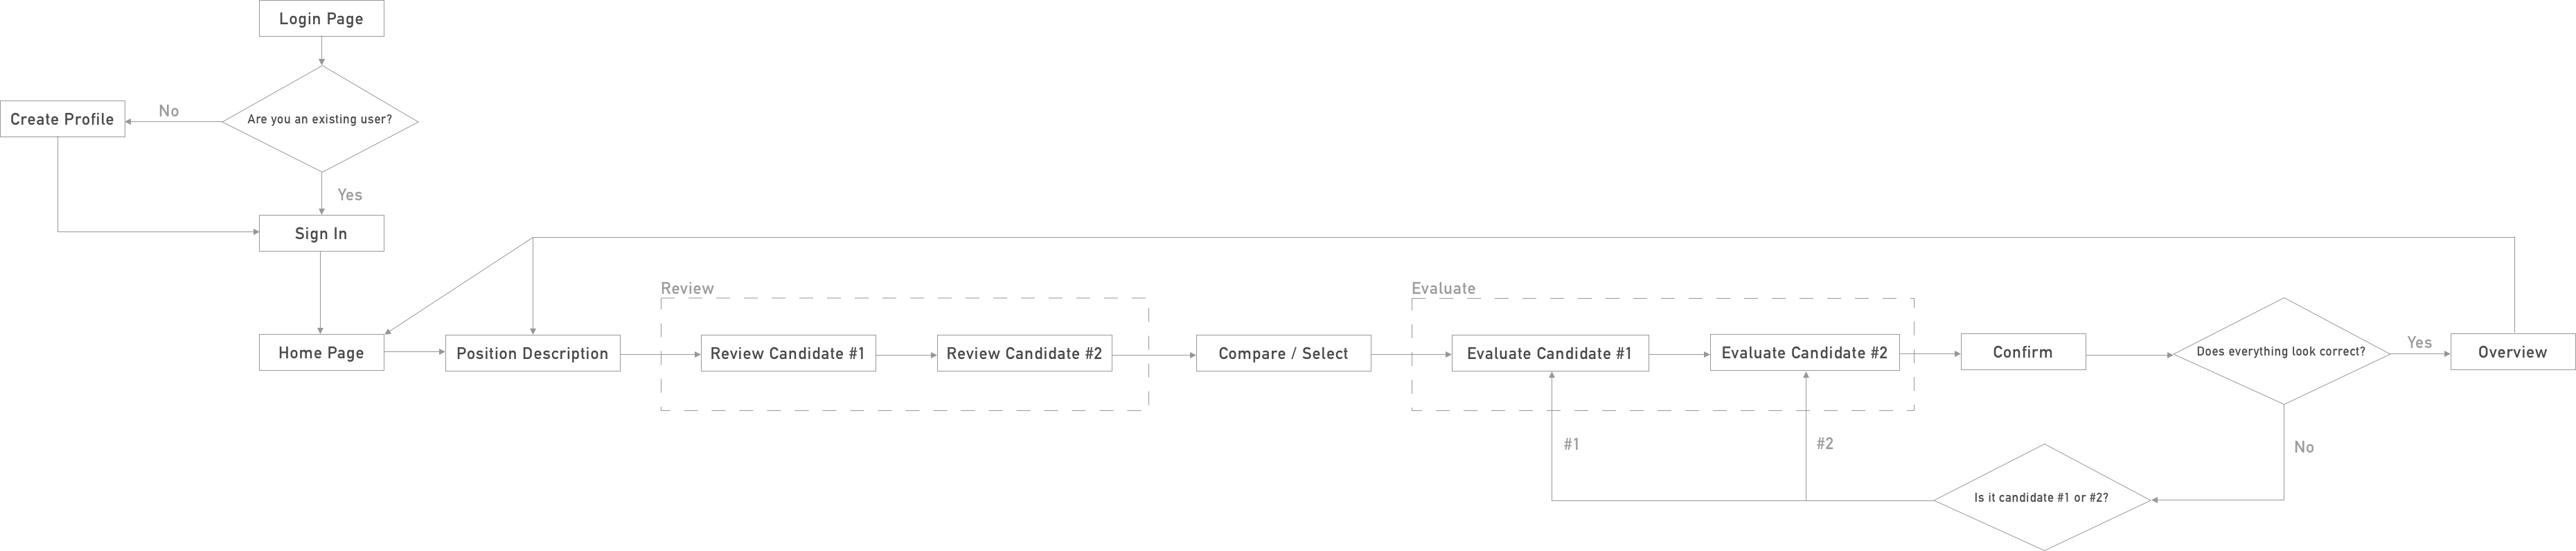 Login Page
Are you an existing user?
No
Create Profile
Yes
Sign In
Home Page
Position Description
Review
Review Candidate #1
Review Candidate #2
Compare / Select
Evaluate
Evaluate Candidate #1
Evaluate Candidate #2
Confirm
Does everything look correct?
Yes
Overview
No
Is it candidate #1 or #2?
#1
#2